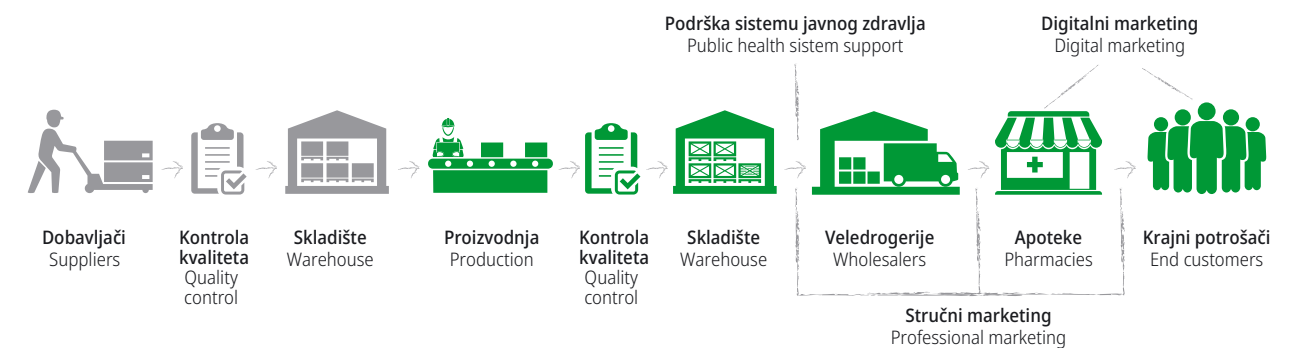 Podrška sistemu javnog zdravlja
Public health sistem support
Digitalni marketing
Digital marketing
Dobavljači
Suppliers
Kontrola
kvaliteta
Quality
control
Skladište
Warehouse
Proizvodnja
Production
Kontrola
kvaliteta
Quality
control
Skladište
Warehouse
Veledrogerije
Wholesalers
Apoteke
Pharmacies
Krajni potrošači
End customers
Stručni marketing
Professional marketing